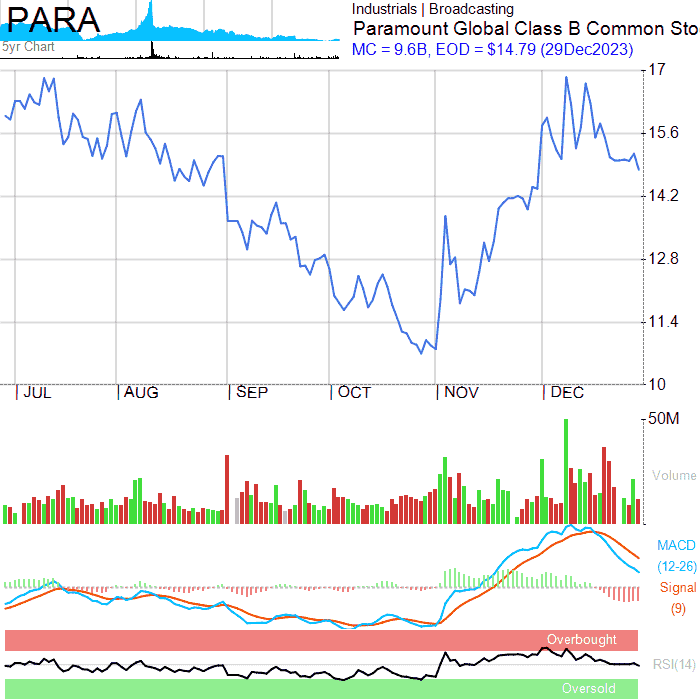 PARA
5yr Chart
Industrials | Broadcasting
Paramount Global Class B Common Sto
MC = 9.6B, EOD = $14.79 (29Dec2023)
17
15.6
14.2
12.8
11.4
10
JUL AUG SEP OCT NOV DEC
50M
Volume
MACD
(12-26)
Signal
(9)
Overbought
RSI(14)
Oversold